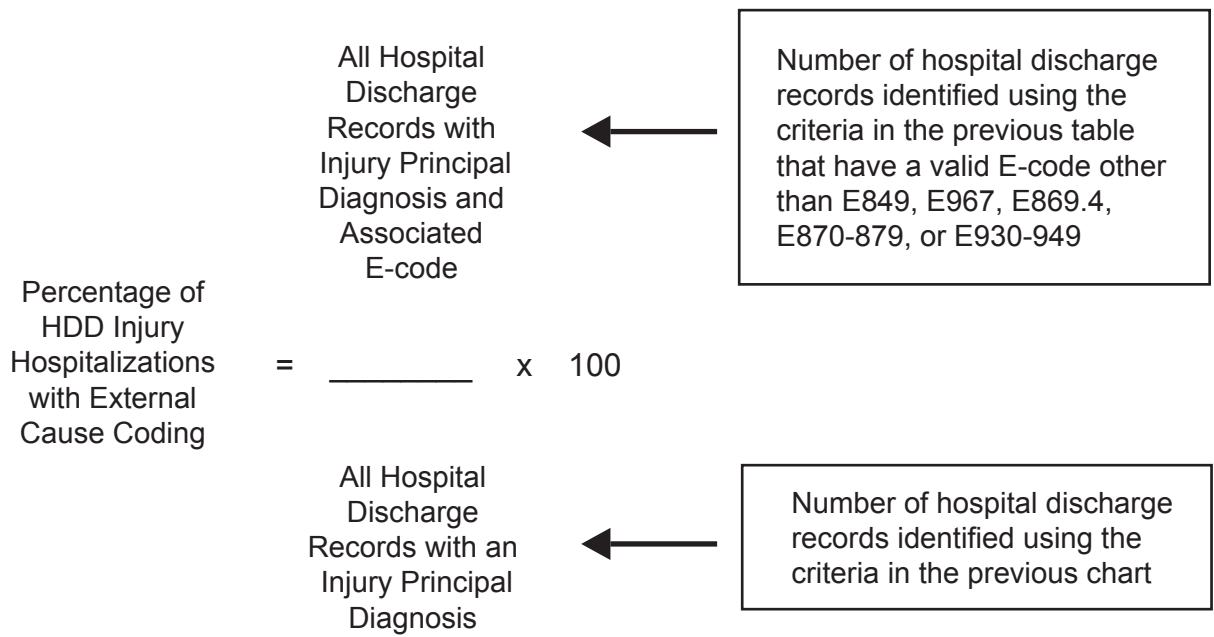 All Hospital
Discharge
Records with
Injury Principal
Diagnosis and
Associated
E-code
Number of hospital discharge
records identified using the
criteria in the previous table
that have a valid E-code other
than E849, E967, E869.4,
E870-879, or E930-949
Percentage of
HDD Injury
Hospitalizations
with External
Cause Coding
= ________ x 100
All Hospital
Discharge
Records with an
Injury Principal
Diagnosis
Number of hospital discharge
records identified using the
criteria in the previous chart